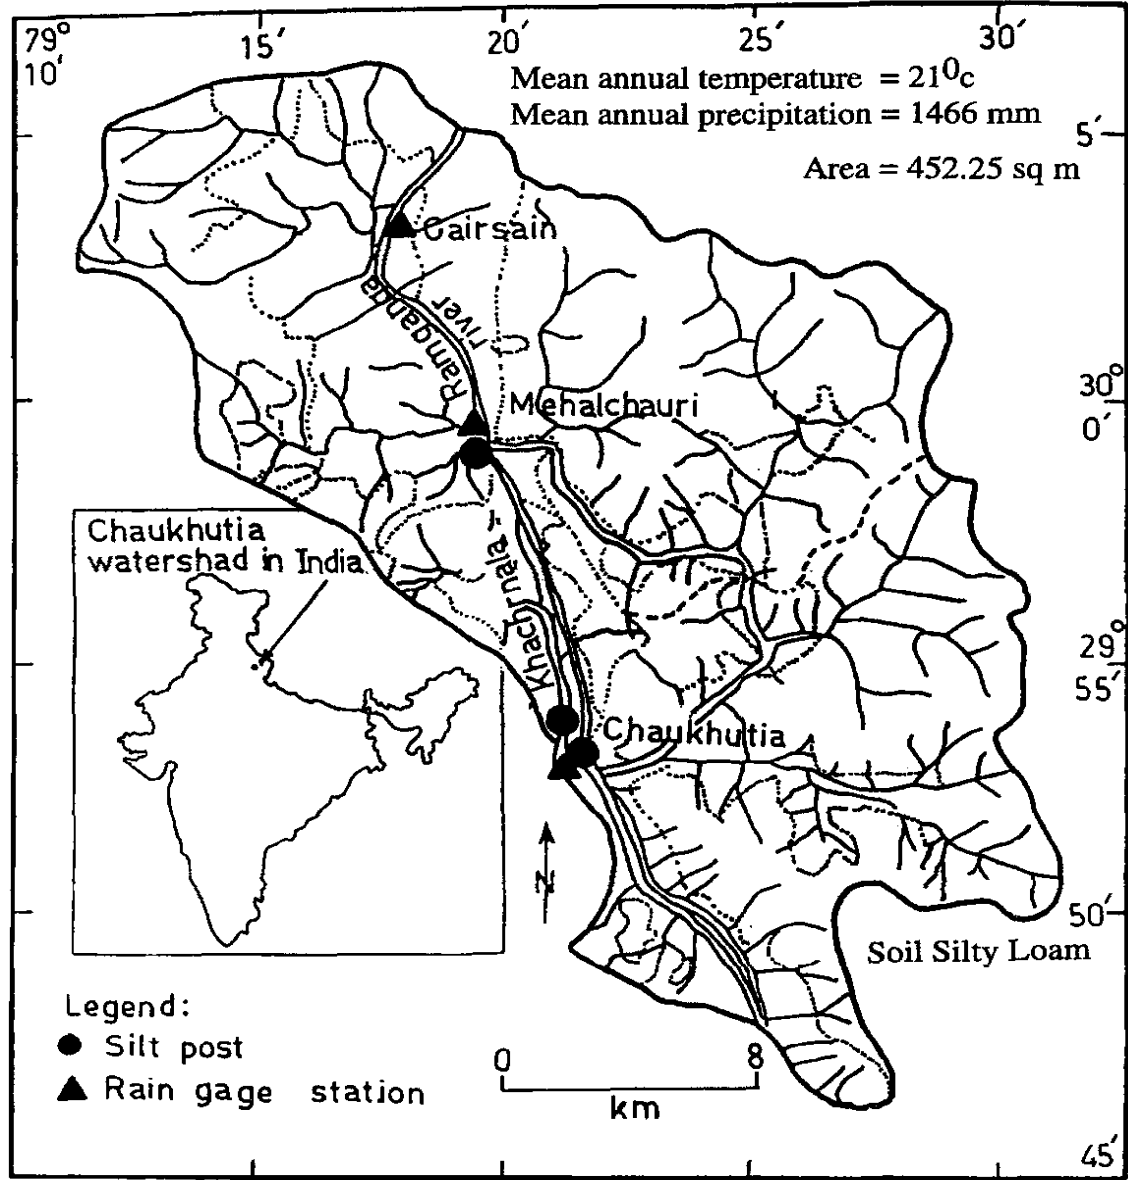 79°
10′
15′
20′
25′
30′
Mean annual temperature = 21⁰c
Mean annual precipitation = 1466 mm
5′
Area = 452.25 sq m
Gairsain
Ramganga
river
30°
0′
Mehalchauri
Chaukhutia
watershad in India
Khachrnala
29°
55′
Chaukhutia
N
50′
Soil Silty Loam
Legend:
Silt post
Rain gage station
0 8
km
45′